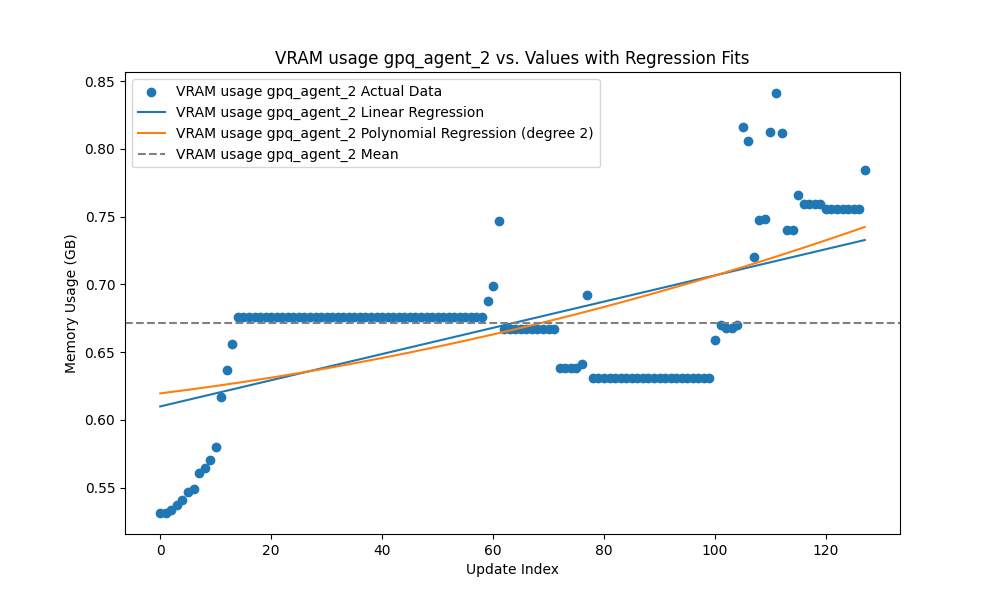 VRAM usage gpq_agent_2 vs. Values with Regression Fits
VRAM usage gpq_agent_2 Actual Data
VRAM usage gpq_agent_2 Linear Regression
VRAM usage gpq_agent_2 Polynomial Regression (degree 2)
VRAM usage gpq_agent_2 Mean
Memory Usage (GB)
0.85
0.80
0.75
0.70
0.65
0.60
0.55
0 20 40 60 80 100 120
Update Index